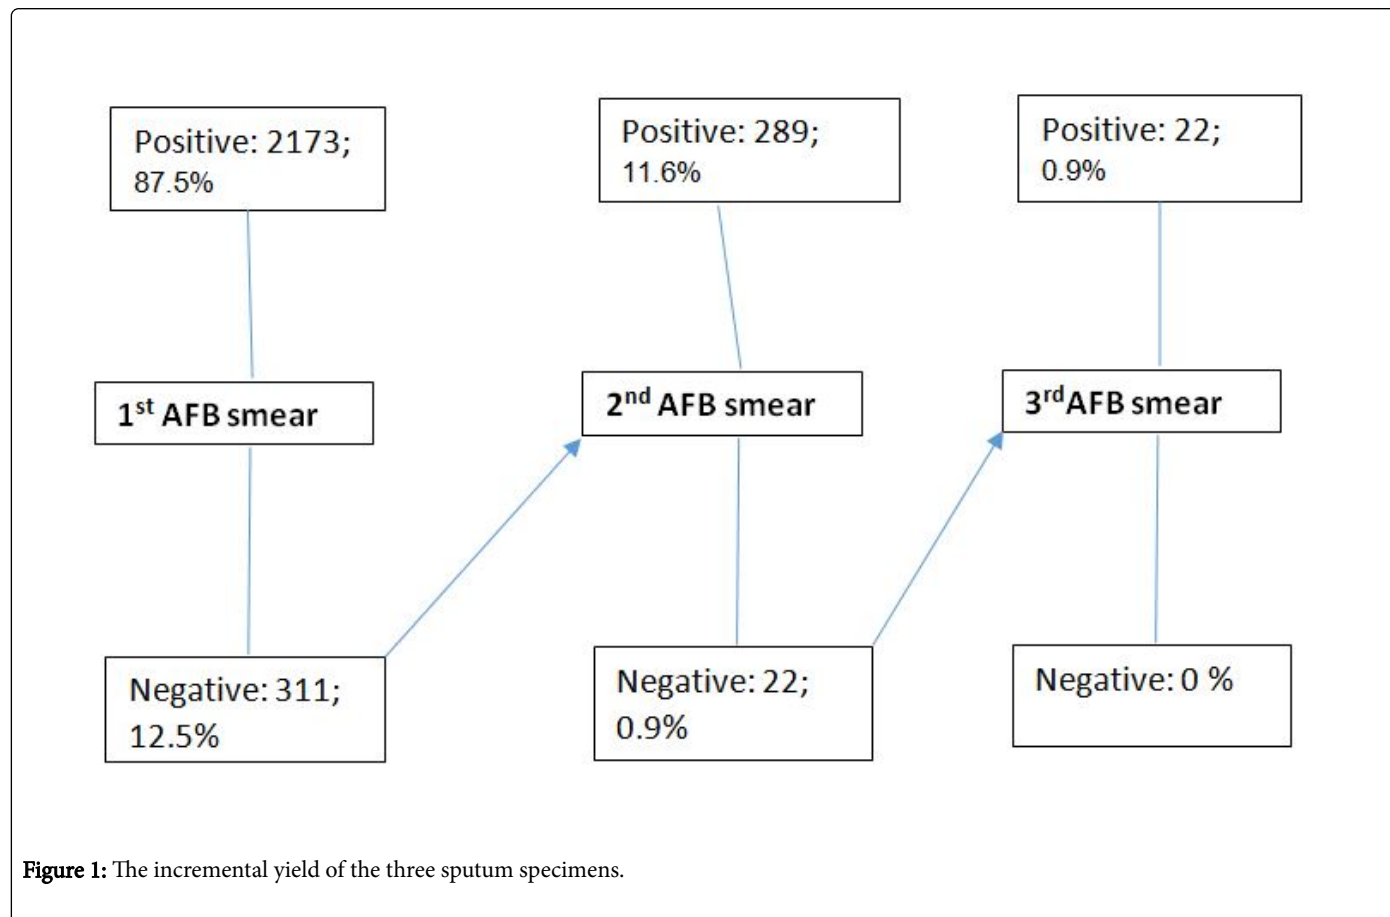 Positive: 2173;
87.5%
Positive: 289;
11.6%
Positive: 22;
0.9%
1st AFB smear
2nd AFB smear
3rdAFB smear
Negative: 311;
12.5%
Negative: 22;
0.9%
Negative: 0 %
Figure 1: The incremental yield of the three sputum specimens.